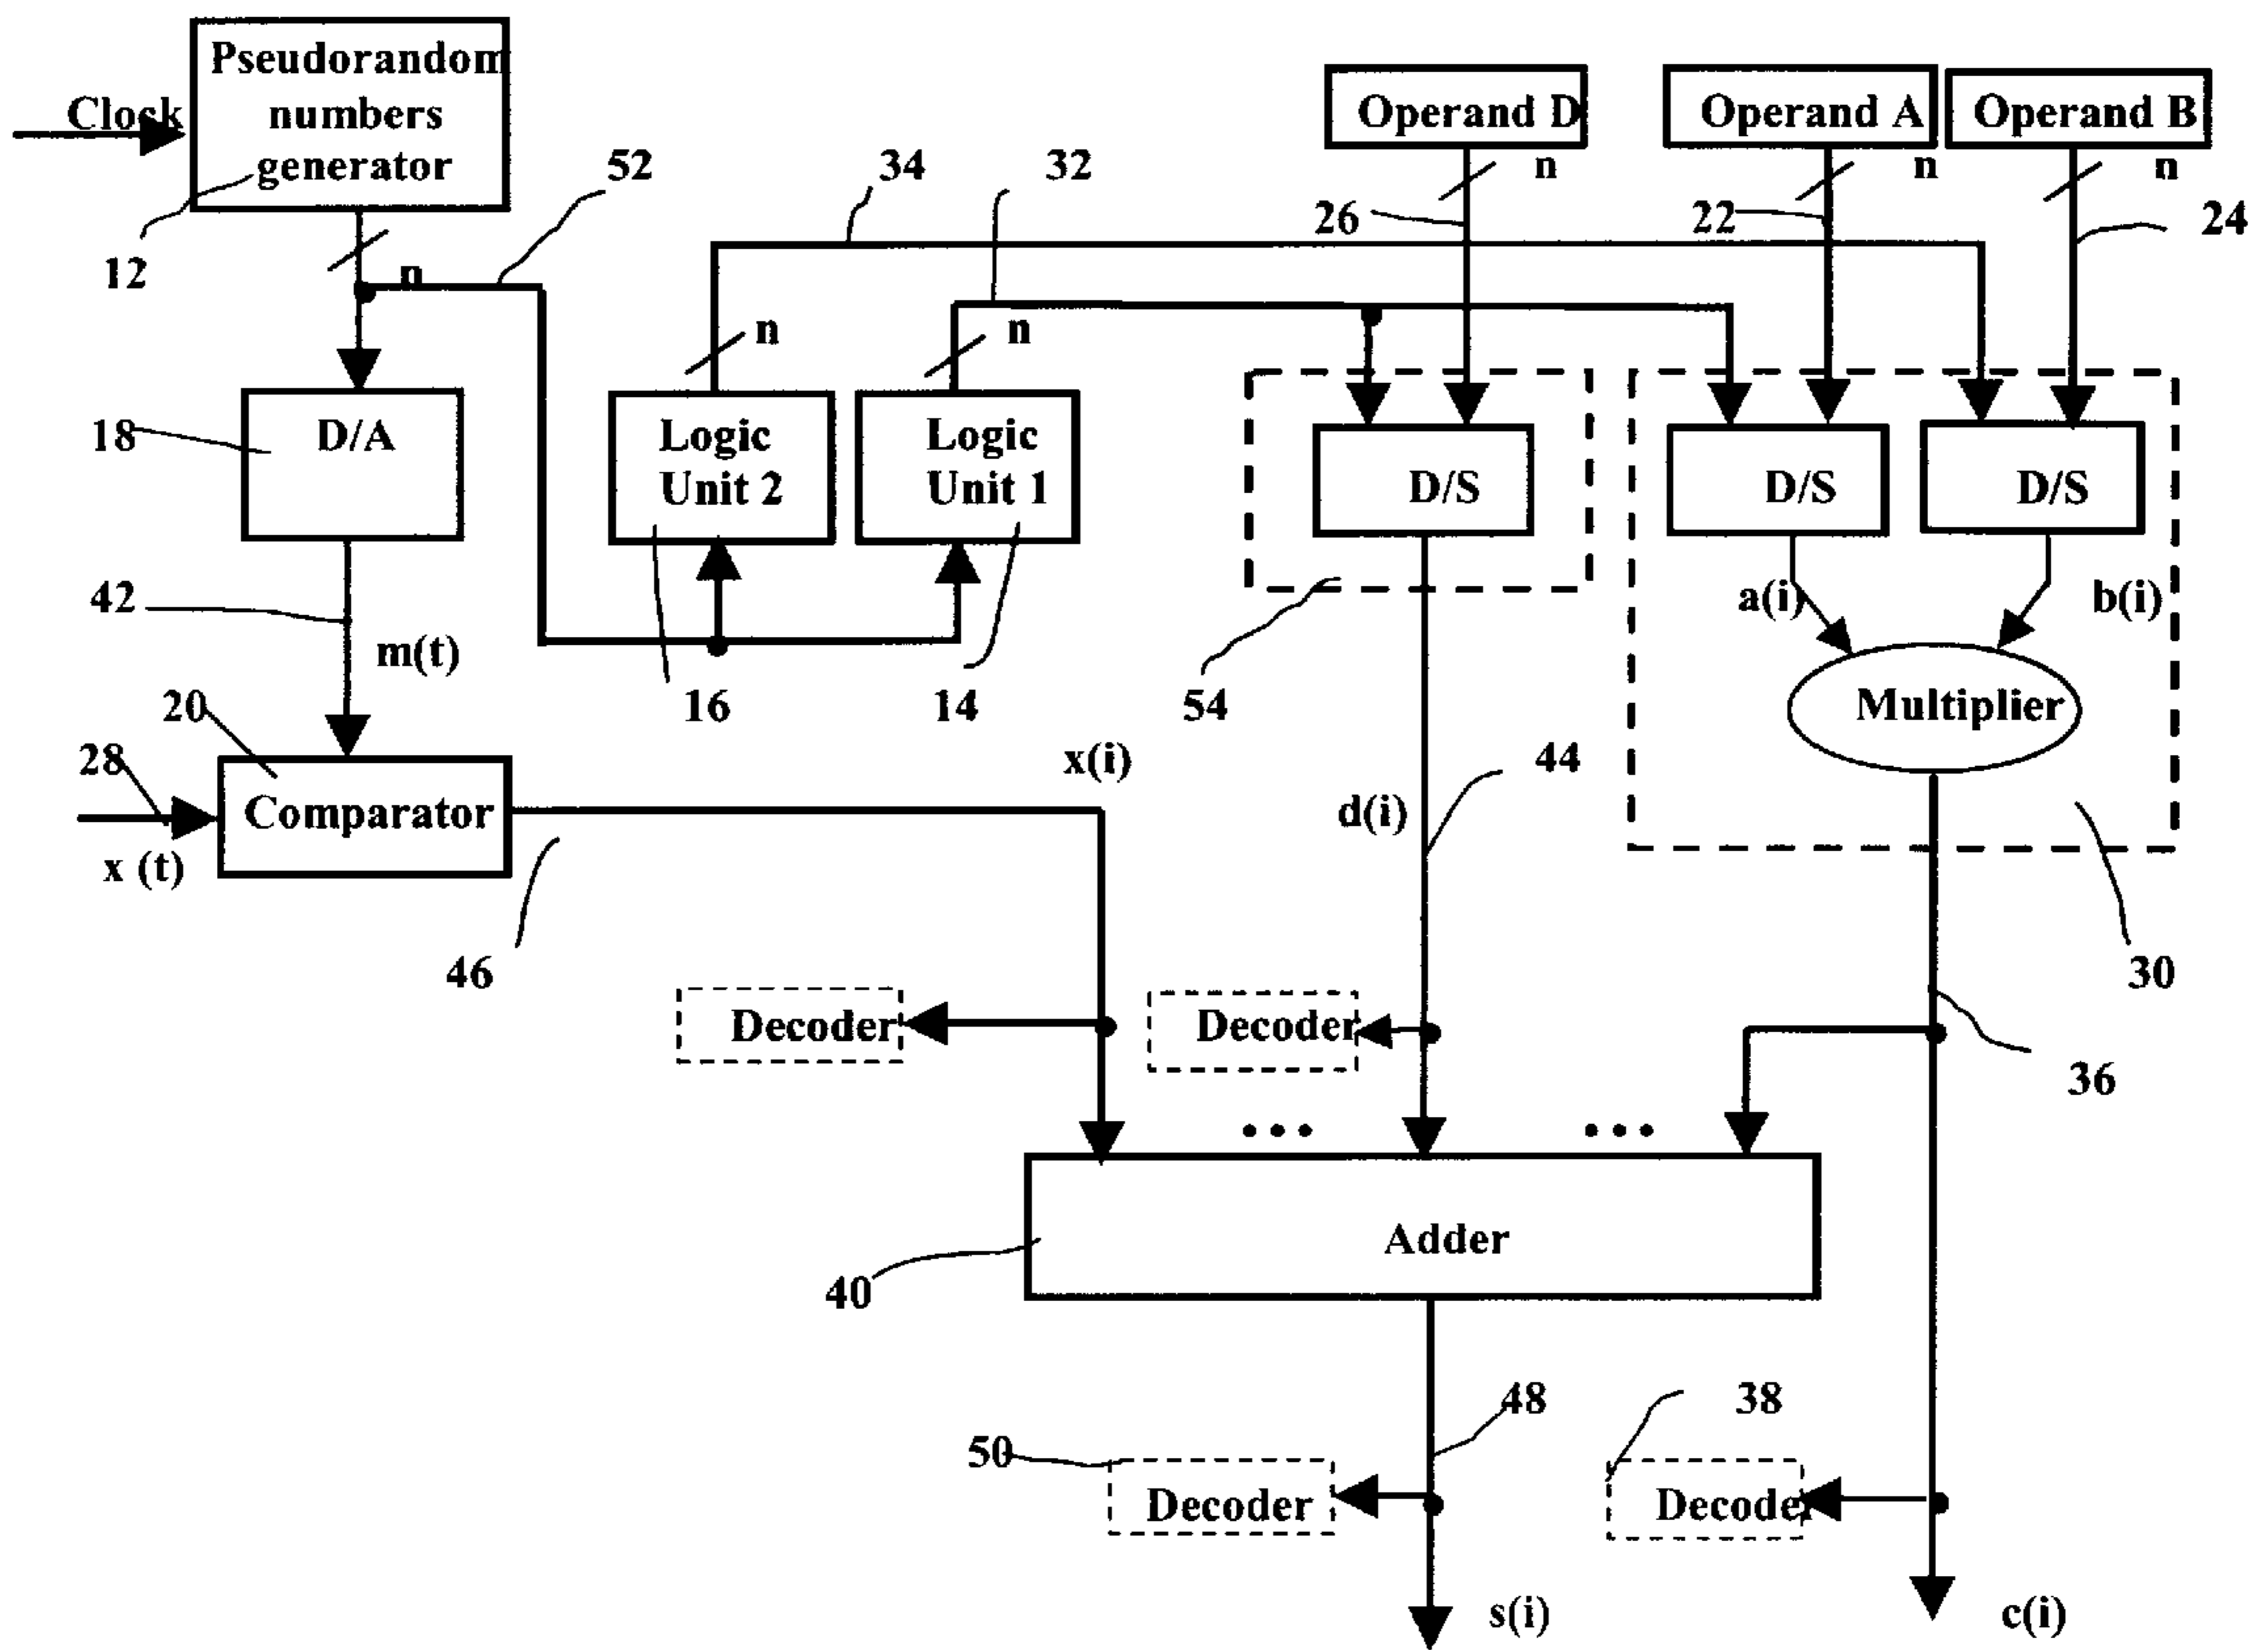 Pseudorandom
numbers
generator
Clock
12
n
52
34
32
Operand D
Operand A
Operand B
n
n
n
26
22
24
n
n
18
D/A
Logic
Unit 2
Logic
Unit 1
D/S
D/S
D/S
42
m(t)
16
14
54
a(i)
b(i)
Multiplier
20
28
Comparator
x (t)
x(i)
44
d(i)
46
30
Decoder
Decoder
36
...
...
Adder
40
48
38
50
Decoder
Decoder
s(i)
c(i)